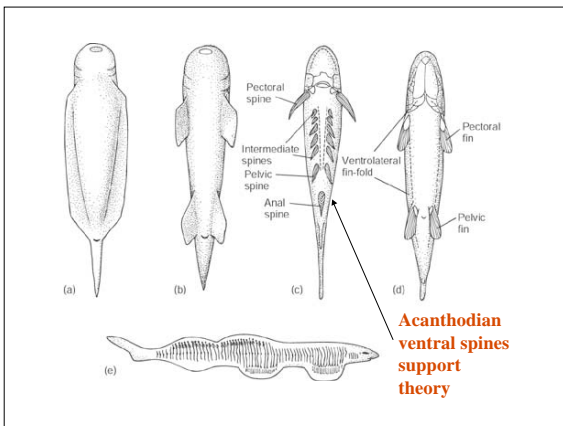 Pectoral
spine
Intermediate
spines
Pelvic
spine
Anal
spine
Ventrolateral
fin-fold
Pectoral
fin
Pelvic
fin
(a)
(b)
(c)
(d)
Acanthodian
ventral spines
support
theory
(e)